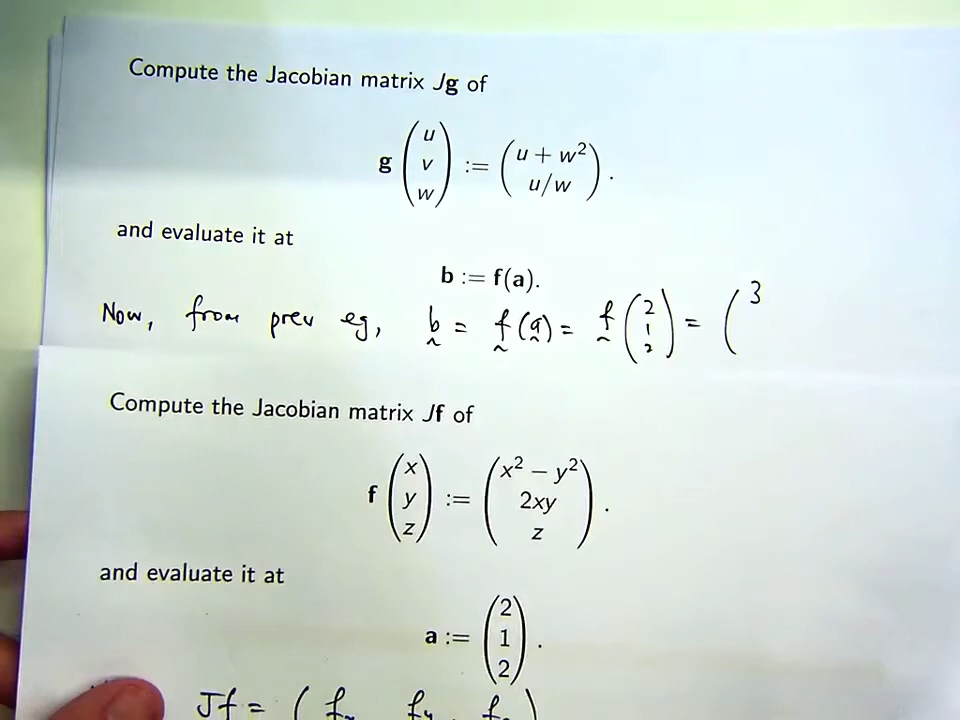 Compute the Jacobian matrix Jg of
g (u v w) := (u + w² u/w) .
and evaluate it at
b := f(a).
Now, from prev eg, b = f(a) = f (2 1 2) = ( 3
Compute the Jacobian matrix Jf of
f (x y z) := (x² − y² 2xy z) .
and evaluate it at
a := (2 1 2) .
Jf = (